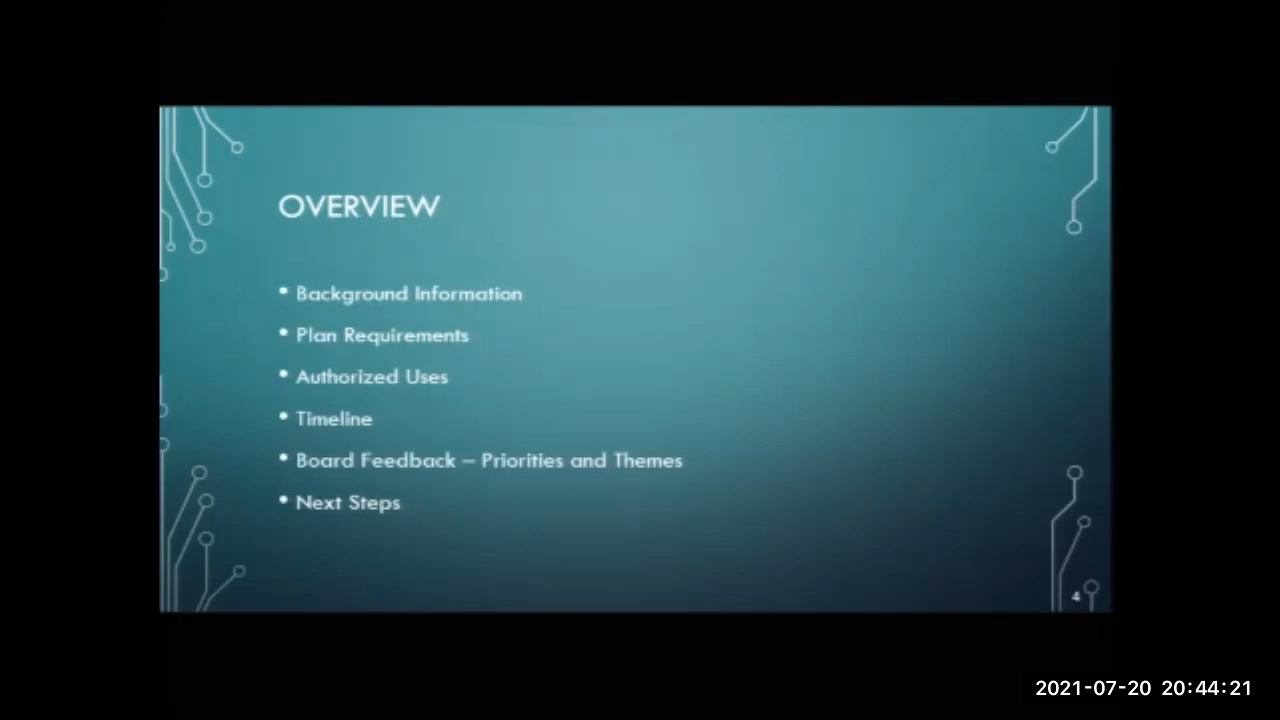 OVERVIEW
• Background Information
• Plan Requirements
• Authorized Uses
• Timeline
• Board Feedback – Priorities and Themes
• Next Steps
4
2021-07-20 20:44:21